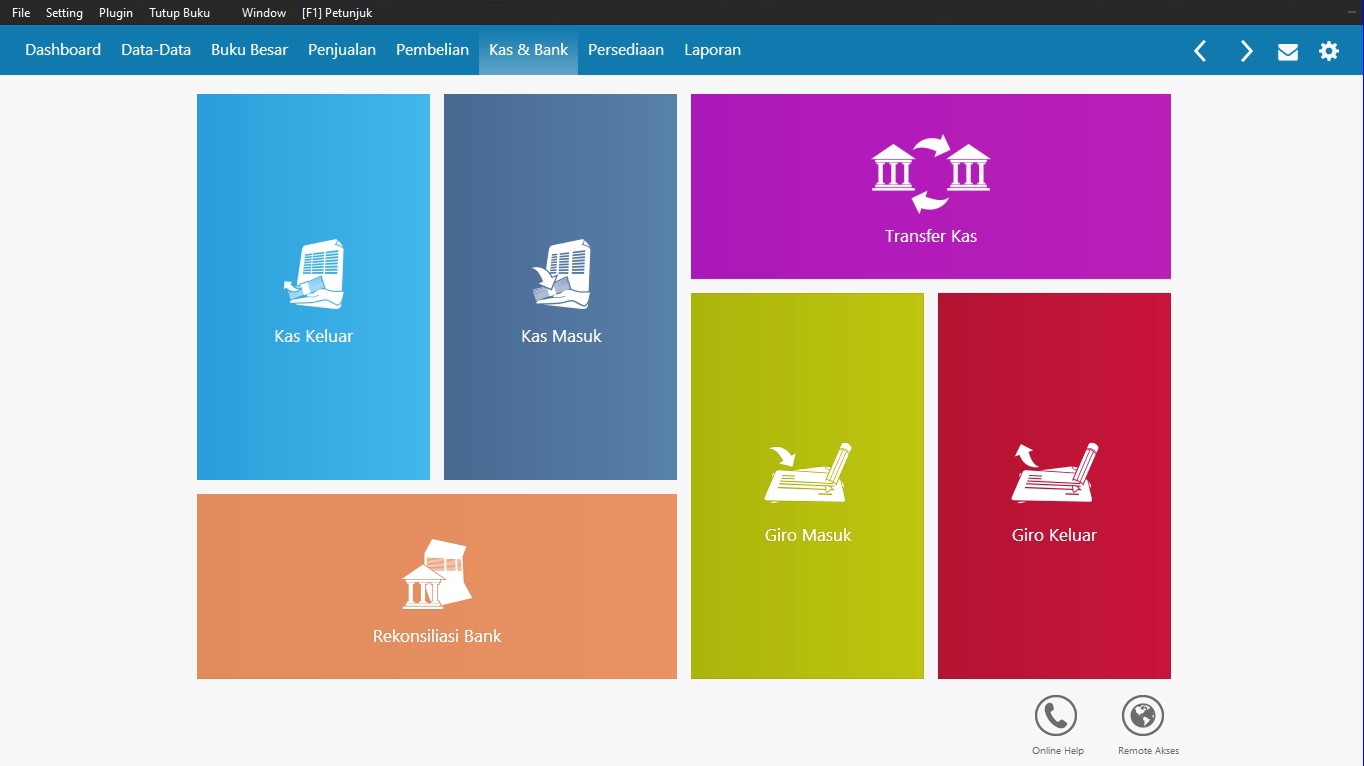 File Setting Plugin Tutup Buku Window [F1] Petunjuk
Dashboard Data-Data Buku Besar Penjualan Pembelian Kas & Bank Persediaan Laporan
Kas Keluar
Kas Masuk
Transfer Kas
Rekonsiliasi Bank
Giro Masuk
Giro Keluar
Online Help
Remote Akses